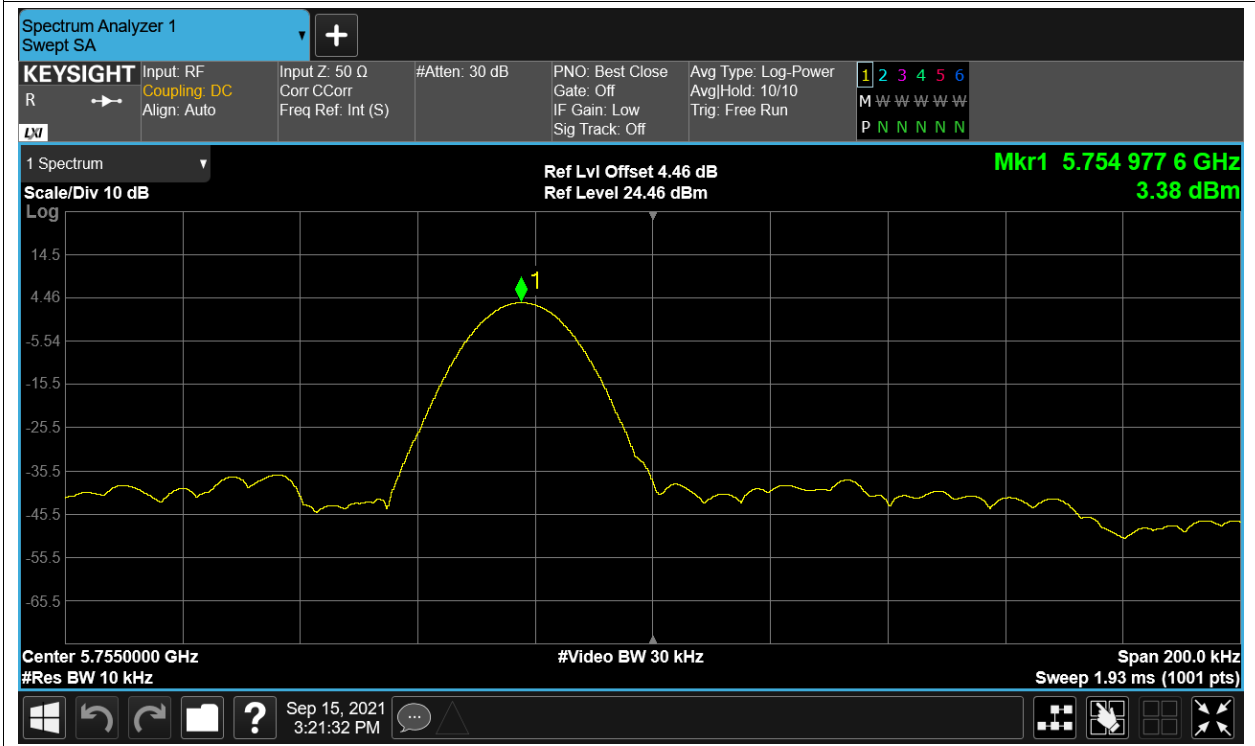 Spectrum Analyzer 1
Swept SA
+
KEYSIGHT
R
LXI
Input: RF
Coupling: DC
Align: Auto
Input Z: 50 Ω
Corr CCorr
Freq Ref: Int (S)
#Atten: 30 dB
PNO: Best Close
Gate: Off
IF Gain: Low
Sig Track: Off
Avg Type: Log-Power
Avg|Hold: 10/10
Trig: Free Run
1 2 3 4 5 6
M W W W W W
P N N N N N
1 Spectrum
Scale/Div 10 dB
Log
Ref Lvl Offset 4.46 dB
Ref Level 24.46 dBm
Mkr1 5.754 977 6 GHz
3.38 dBm
1
14.5
4.46
-5.54
-15.5
-25.5
-35.5
-45.5
-55.5
-65.5
Center 5.7550000 GHz
#Res BW 10 kHz
#Video BW 30 kHz
Span 200.0 kHz
Sweep 1.93 ms (1001 pts)
?
Sep 15, 2021
3:21:32 PM